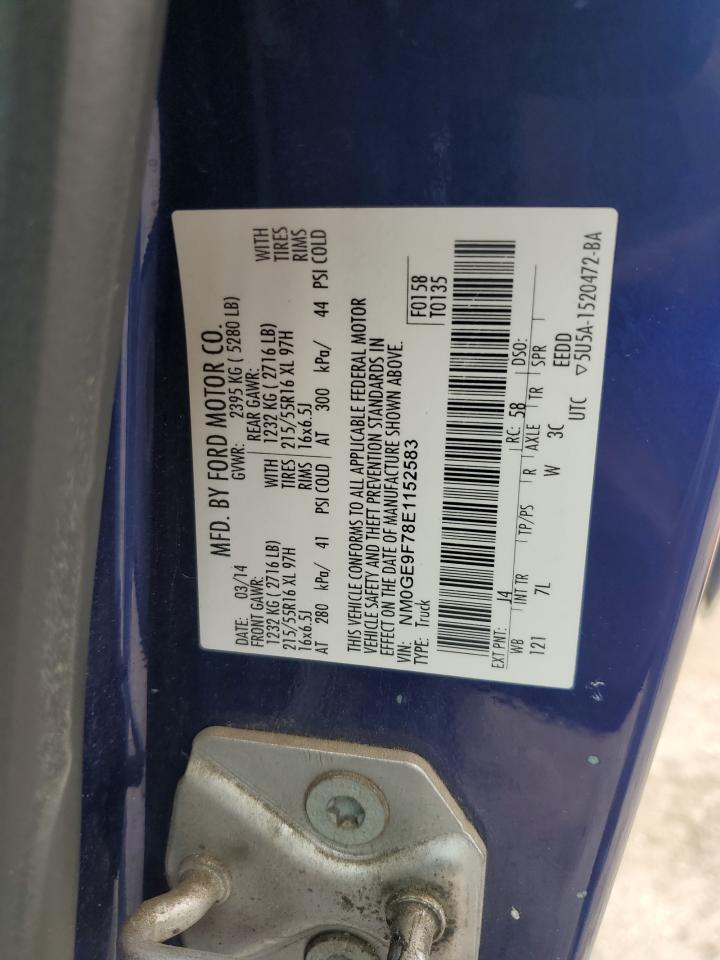 MFD. BY FORD MOTOR CO.
DATE: 03/14 GVWR: 2395 KG ( 5280 LB)
FRONT GAWR: REAR GAWR:
1232 KG (2716 LB) 1232 KG (2716 LB) WITH
215/55R16 XL 97H TIRES 215/55R16 XL 97H TIRES
16x6.5J RIMS 16x6.5J RIMS
AT 280 kPa/ 41 PSI COLD AT 300 kPa/ 44 PSI COLD
THIS VEHICLE CONFORMS TO ALL APPLICABLE FEDERAL MOTOR
VEHICLE SAFETY AND THEFT PREVENTION STANDARDS IN
EFFECT ON THE DATE OF MANUFACTURE SHOWN ABOVE.
VIN: NM0GE9F78E1152583 F0158
TYPE: Truck T0135
EXT PNT: J4 RC: 58 DSO:
WB INT TR TP/PS R AXLE TR SPR
121 7L W 3C EEDD
UTC ▽5U5A-1520472-BA